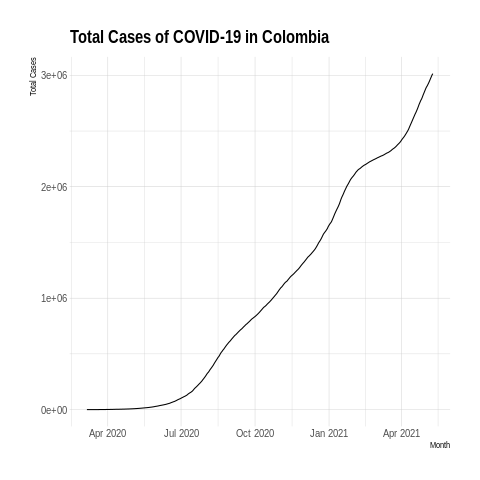 Total Cases of COVID-19 in Colombia
Total Cases
3e+06
2e+06
1e+06
0e+00
Apr 2020 Jul 2020 Oct 2020 Jan 2021 Apr 2021
Month